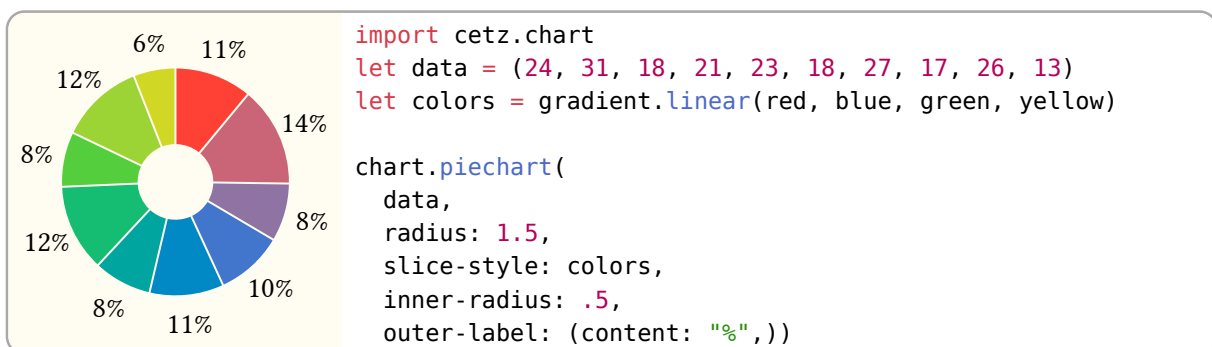 6%
11%
12%
14%
8%
8%
12%
10%
8%
11%
import cetz.chart
let data = (24, 31, 18, 21, 23, 18, 27, 17, 26, 13)
let colors = gradient.linear(red, blue, green, yellow)
chart.piechart(
  data,
  radius: 1.5,
  slice-style: colors,
  inner-radius: .5,
  outer-label: (content: "%",))